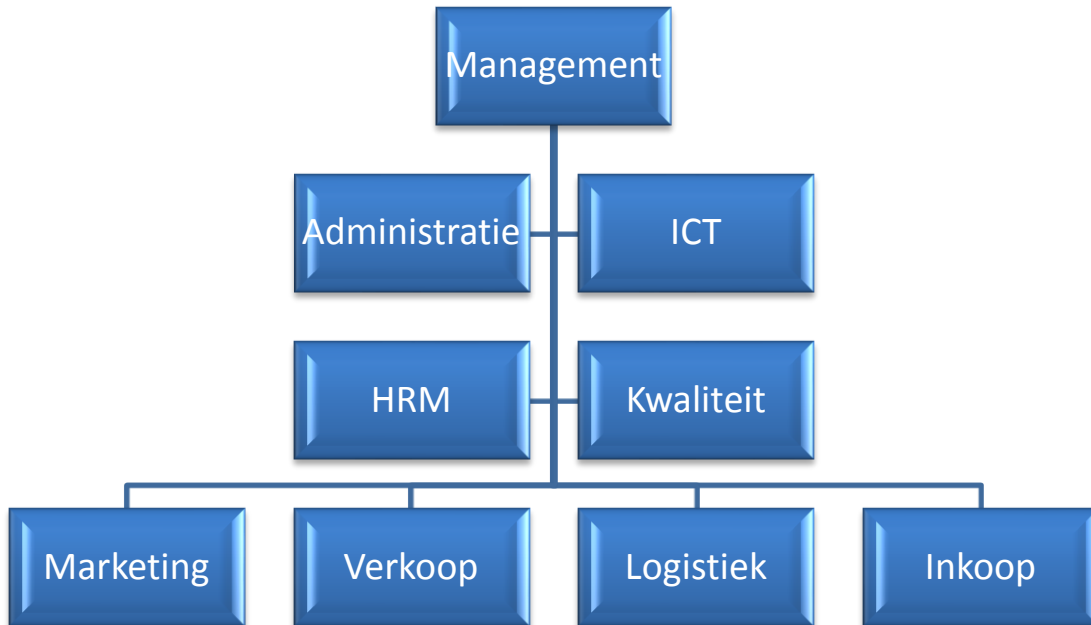 Management
Administratie
ICT
HRM
Kwaliteit
Marketing
Verkoop
Logistiek
Inkoop